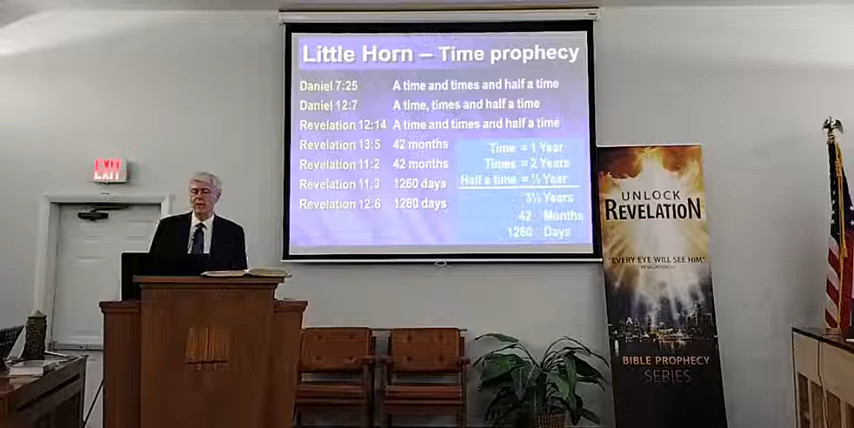 Little Horn – Time prophecy
Daniel 7:25 A time and times and half a time
Daniel 12:7 A time, times and half a time
Revelation 12:14 A time and times and half a time
Revelation 13:5 42 months
Revelation 11:2 42 months
Revelation 11:3 1260 days
Revelation 12:6 1260 days
Time = 1 Year
Times = 2 Years
Half a time = ½ Year
3½ Years
42 Months
1260 Days
EXIT
UNLOCK
REVELATION
"EVERY EYE WILL SEE HIM"
BIBLE PROPHECY
SERIES